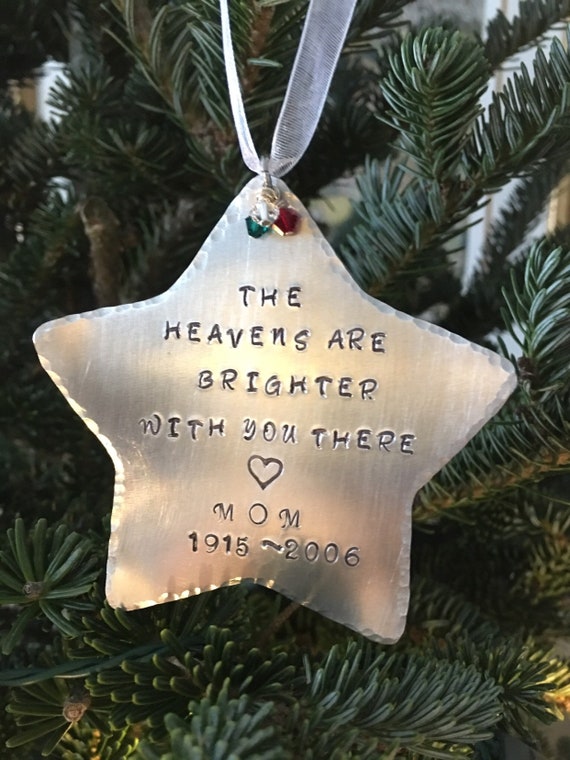 THE
HEAVENS ARE
BRIGHTER
WITH YOU THERE
MOM
1915 ~2006